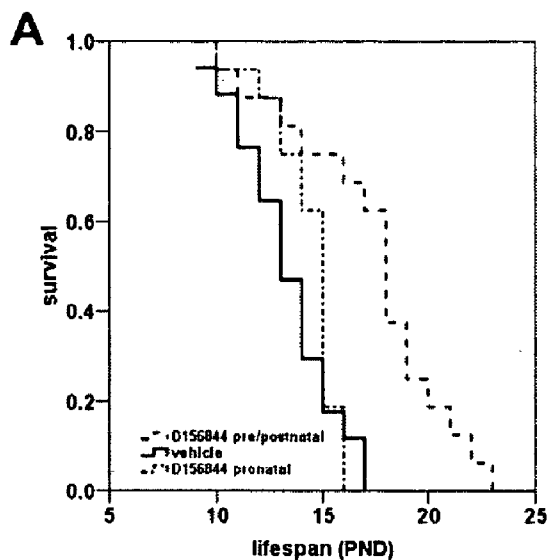 A
1.0
0.8
0.6
0.4
0.2
0.0
survival
D156844 pre/postnatal
vehicle
D156844 pronatal
5 10 15 20 25
lifespan (PND)